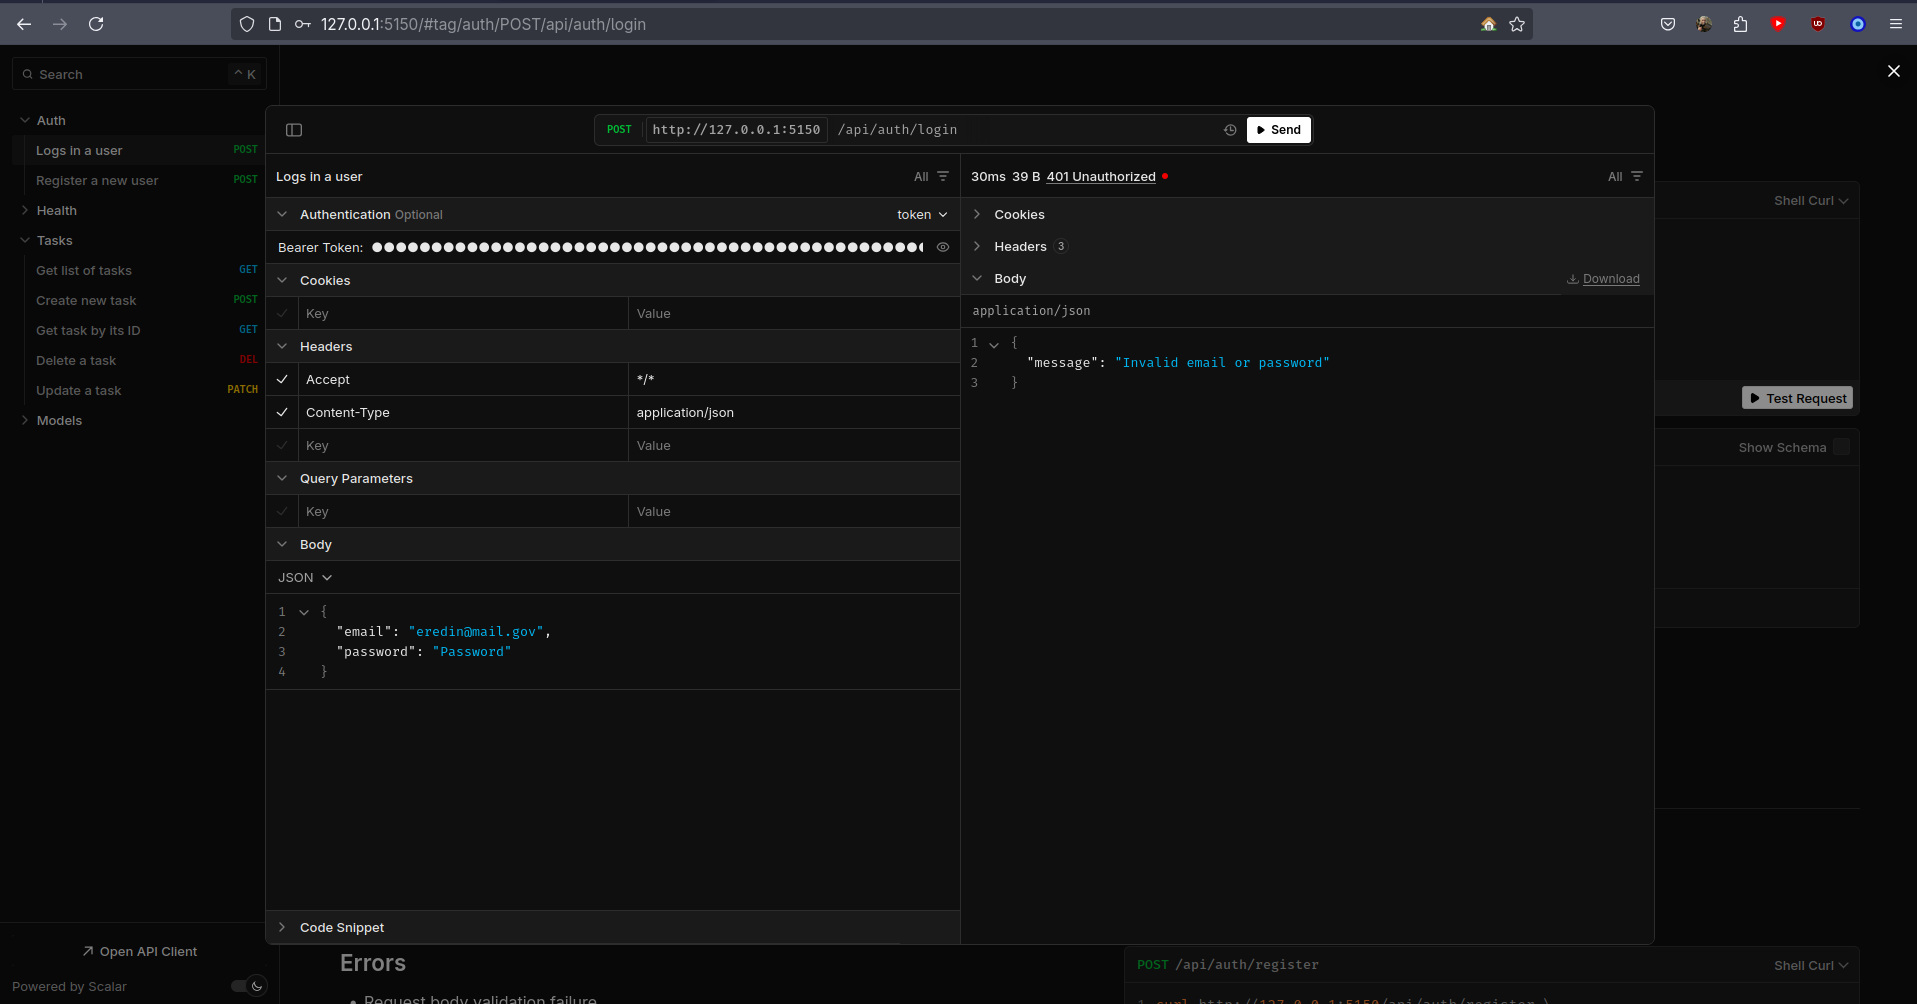 127.0.0.1:5150/#tag/auth/POST/api/auth/login
Search
^ K
Auth
Logs in a user POST
Register a new user POST
Health
Tasks
Get list of tasks GET
Create new task POST
Get task by its ID GET
Delete a task DEL
Update a task PATCH
Models
Open API Client
Powered by Scalar
POST http://127.0.0.1:5150 /api/auth/login
Send
Logs in a user
All
Authentication Optional
token
Bearer Token:
Cookies
Key Value
Headers
Accept */*
Content-Type application/json
Key Value
Query Parameters
Key Value
Body
JSON
1 {
2 "email": "eredin@mail.gov",
3 "password": "Password"
4 }
Code Snippet
30ms 39 B 401 Unauthorized
All
Cookies
Headers 3
Body
Download
application/json
1 {
2 "message": "Invalid email or password"
3 }
Shell Curl
Test Request
Show Schema
Errors
• Request body validation failure
POST /api/auth/register
Shell Curl
1 curl http://127.0.0.1:5150/api/auth/register \